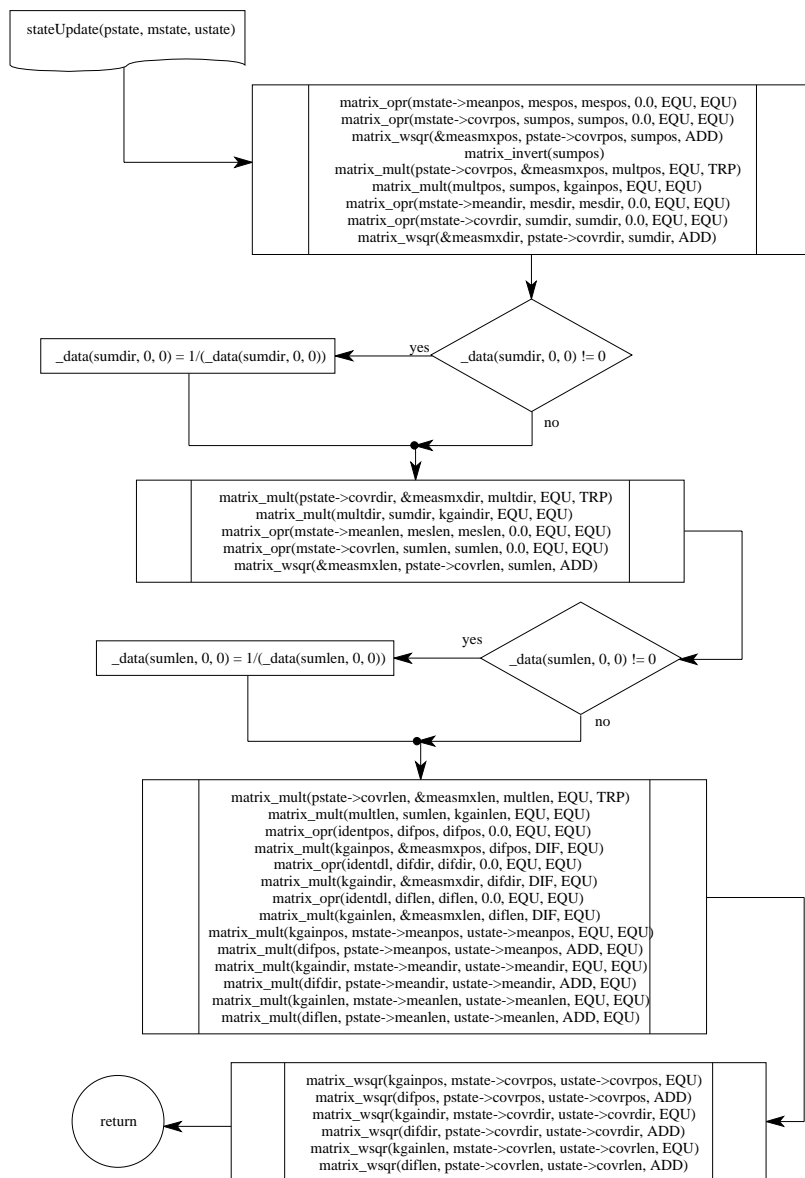 stateUpdate(pstate, mstate, ustate)
matrix_opr(mstate->meanpos, mespos, mespos, 0.0, EQU, EQU)
matrix_opr(mstate->covrpos, sumpos, sumpos, 0.0, EQU, EQU)
matrix_wsqr(&measmxpos, pstate->covrpos, sumpos, ADD)
matrix_invert(sumpos)
matrix_mult(pstate->covrpos, &measmxpos, multpos, EQU, TRP)
matrix_mult(multpos, sumpos, kgainpos, EQU, EQU)
matrix_opr(mstate->meandir, mesdir, mesdir, 0.0, EQU, EQU)
matrix_opr(mstate->covrdir, sumdir, sumdir, 0.0, EQU, EQU)
matrix_wsqr(&measmxdir, pstate->covrdir, sumdir, ADD)
_data(sumdir, 0, 0) = 1/(_data(sumdir, 0, 0))
yes
_data(sumdir, 0, 0) != 0
no
matrix_mult(pstate->covrdir, &measmxdir, multdir, EQU, TRP)
matrix_mult(multdir, sumdir, kgaindir, EQU, EQU)
matrix_opr(mstate->meanlen, meslen, meslen, 0.0, EQU, EQU)
matrix_opr(mstate->covrlen, sumlen, sumlen, 0.0, EQU, EQU)
matrix_wsqr(&measmxlen, pstate->covrlen, sumlen, ADD)
_data(sumlen, 0, 0) = 1/(_data(sumlen, 0, 0))
yes
_data(sumlen, 0, 0) != 0
no
matrix_mult(pstate->covrlen, &measmxlen, multlen, EQU, TRP)
matrix_mult(multlen, sumlen, kgainlen, EQU, EQU)
matrix_opr(identpos, difpos, difpos, 0.0, EQU, EQU)
matrix_mult(kgainpos, &measmxpos, difpos, DIF, EQU)
matrix_opr(identdl, difdir, difdir, 0.0, EQU, EQU)
matrix_mult(kgaindir, &measmxdir, difdir, DIF, EQU)
matrix_opr(identdl, diflen, diflen, 0.0, EQU, EQU)
matrix_mult(kgainlen, &measmxlen, diflen, DIF, EQU)
matrix_mult(kgainpos, mstate->meanpos, ustate->meanpos, EQU, EQU)
matrix_mult(difpos, pstate->meanpos, ustate->meanpos, ADD, EQU)
matrix_mult(kgaindir, mstate->meandir, ustate->meandir, EQU, EQU)
matrix_mult(difdir, pstate->meandir, ustate->meandir, ADD, EQU)
matrix_mult(kgainlen, mstate->meanlen, ustate->meanlen, EQU, EQU)
matrix_mult(diflen, pstate->meanlen, ustate->meanlen, ADD, EQU)
matrix_wsqr(kgainpos, mstate->covrpos, ustate->covrpos, EQU)
matrix_wsqr(difpos, pstate->covrpos, ustate->covrpos, ADD)
matrix_wsqr(kgaindir, mstate->covrdir, ustate->covrdir, EQU)
matrix_wsqr(difdir, pstate->covrdir, ustate->covrdir, ADD)
matrix_wsqr(kgainlen, mstate->covrlen, ustate->covrlen, EQU)
matrix_wsqr(diflen, pstate->covrlen, ustate->covrlen, ADD)
return